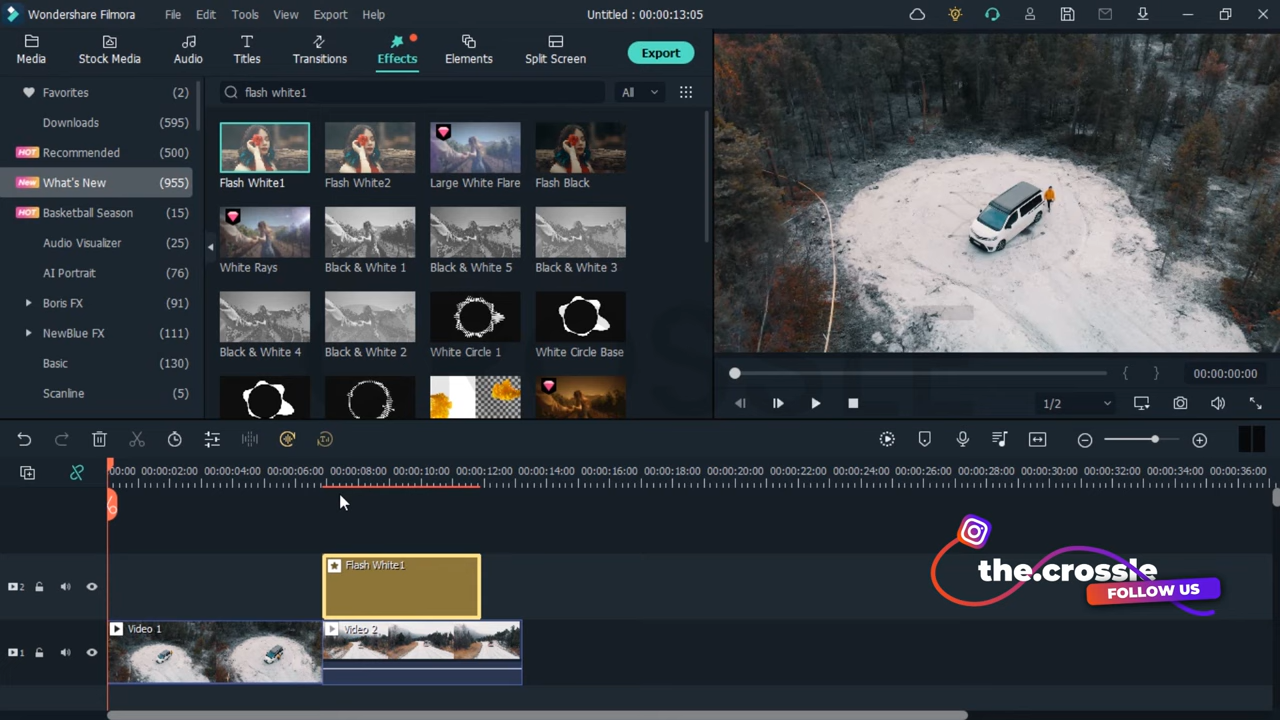 Wondershare Filmora File Edit Tools View Export Help Untitled : 00:00:13:05
Media Stock Media Audio Titles Transitions Effects Elements Split Screen Export
Favorites (2)
Downloads (595)
HOT Recommended (500)
New What's New (955)
HOT Basketball Season (15)
Audio Visualizer (25)
AI Portrait (76)
Boris FX (91)
NewBlue FX (111)
Basic (130)
Scanline (5)
flash white1 All
Flash White1 Flash White2 Large White Flare Flash Black
White Rays Black & White 1 Black & White 5 Black & White 3
Black & White 4 Black & White 2 White Circle 1 White Circle Base
{ } 00:00:00:00
1/2
00:00 00:00:02:00 00:00:04:00 00:00:06:00 00:00:08:00 00:00:10:00 00:00:12:00 00:00:14:00 00:00:16:00 00:00:18:00 00:00:20:00 00:00:22:00 00:00:24:00 00:00:26:00 00:00:28:00 00:00:30:00 00:00:32:00 00:00:34:00 00:00:36:00
2 Flash White1
1 Video 1 Video 2
the.crossle
FOLLOW US